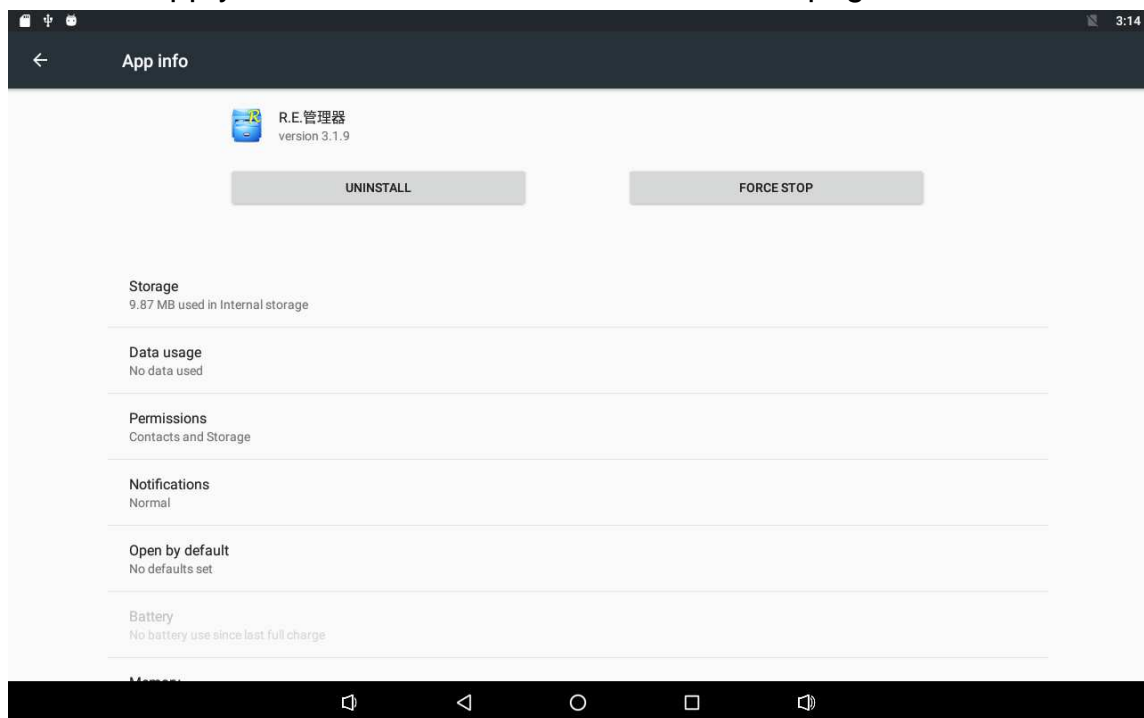 3:14
App info
R.E.管理器
version 3.1.9
UNINSTALL
FORCE STOP
Storage
9.87 MB used in Internal storage
Data usage
No data used
Permissions
Contacts and Storage
Notifications
Normal
Open by default
No defaults set
Battery
No battery use since last full charge